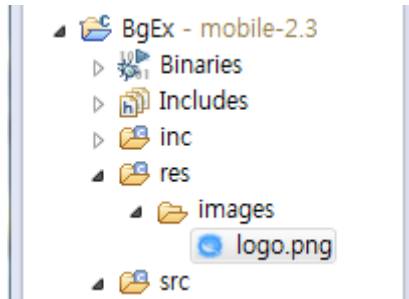 BgEx - mobile-2.3
Binaries
Includes
inc
res
images
logo.png
src